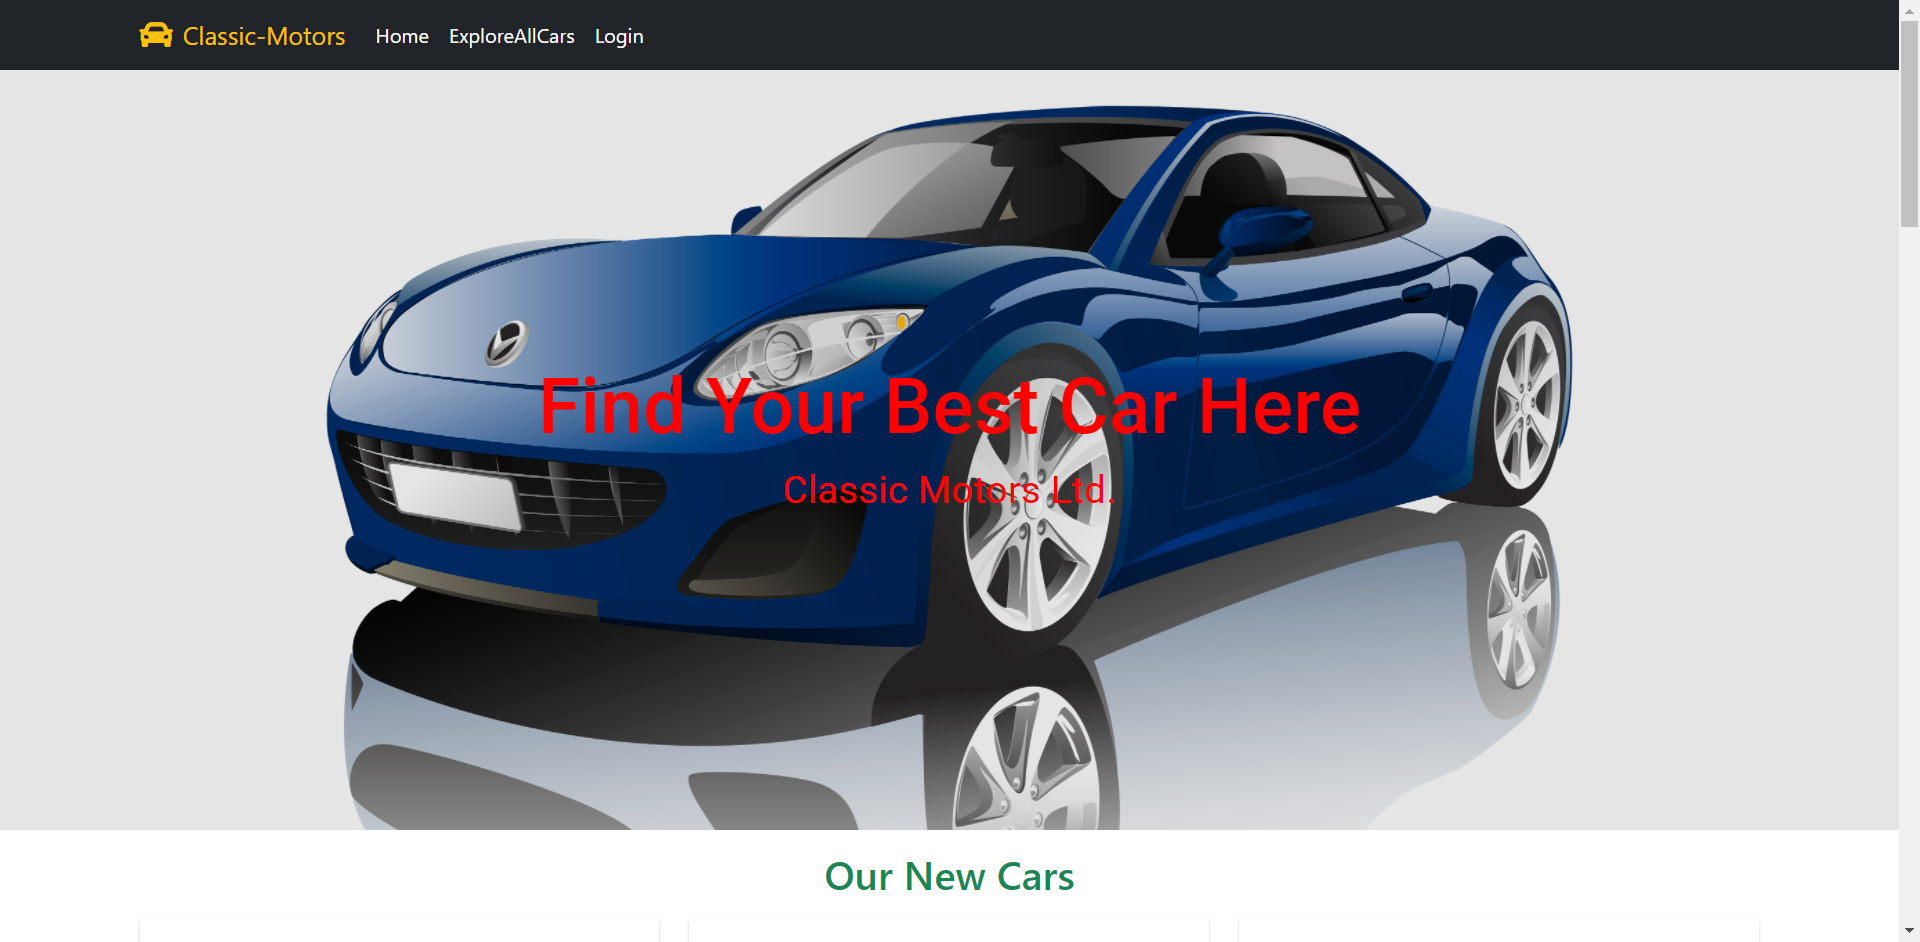 Classic-Motors Home ExploreAllCars Login
Find Your Best Car Here
Classic Motors Ltd.
Our New Cars